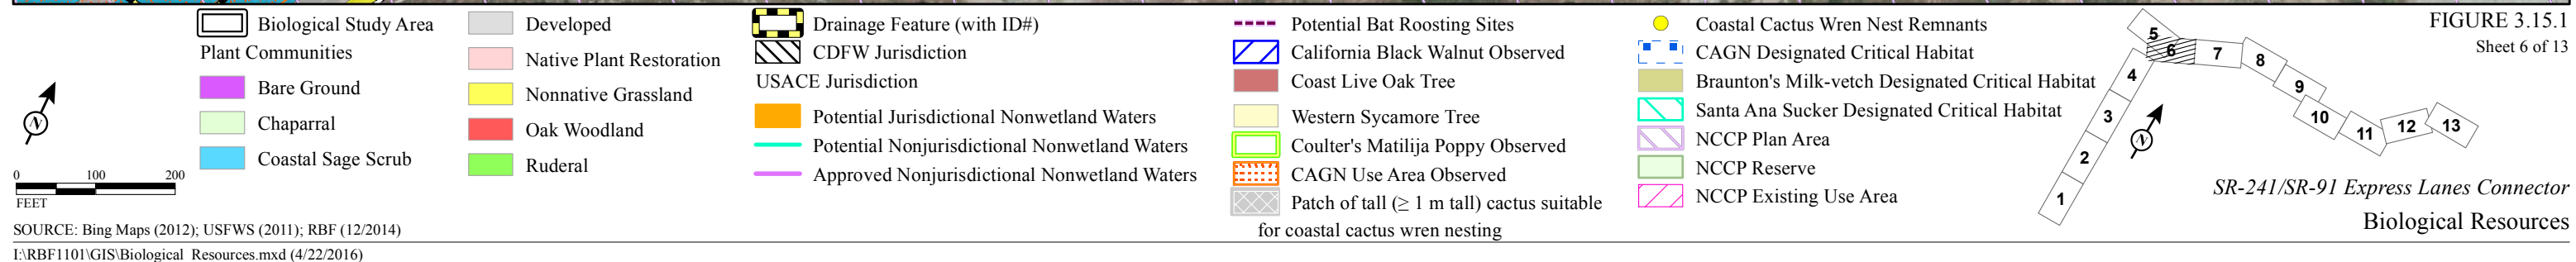 Biological Study Area
Plant Communities
Bare Ground
Chaparral
Coastal Sage Scrub
Developed
Native Plant Restoration
Nonnative Grassland
Oak Woodland
Ruderal
Drainage Feature (with ID#)
CDFW Jurisdiction
USACE Jurisdiction
Potential Jurisdictional Nonwetland Waters
Potential Nonjurisdictional Nonwetland Waters
Approved Nonjurisdictional Nonwetland Waters
Potential Bat Roosting Sites
California Black Walnut Observed
Coast Live Oak Tree
Western Sycamore Tree
Coulter's Matilija Poppy Observed
CAGN Use Area Observed
Patch of tall (≥ 1 m tall) cactus suitable
for coastal cactus wren nesting
Coastal Cactus Wren Nest Remnants
CAGN Designated Critical Habitat
Braunton's Milk-vetch Designated Critical Habitat
Santa Ana Sucker Designated Critical Habitat
NCCP Plan Area
NCCP Reserve
NCCP Existing Use Area
5
6
7
8
4
9
3
10
11
12
13
2
1
N
FIGURE 3.15.1
Sheet 6 of 13
SR-241/SR-91 Express Lanes Connector
Biological Resources
N
0 100 200
FEET
SOURCE: Bing Maps (2012); USFWS (2011); RBF (12/2014)
I:\RBF1101\GIS\Biological_Resources.mxd (4/22/2016)